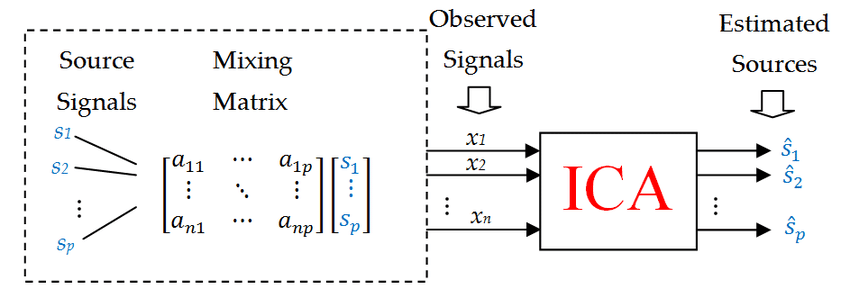 Observed
Signals
Estimated
Sources
Source
Signals
Mixing
Matrix
s1
s2
⋮
sp
[a11 ⋯ a1p] [s1]
[⋮ ⋱ ⋮] [⋮]
[an1 ⋯ anp] [sp]
x1
x2
⋮ xn
ICA
ŝ1
ŝ2
⋮
ŝp